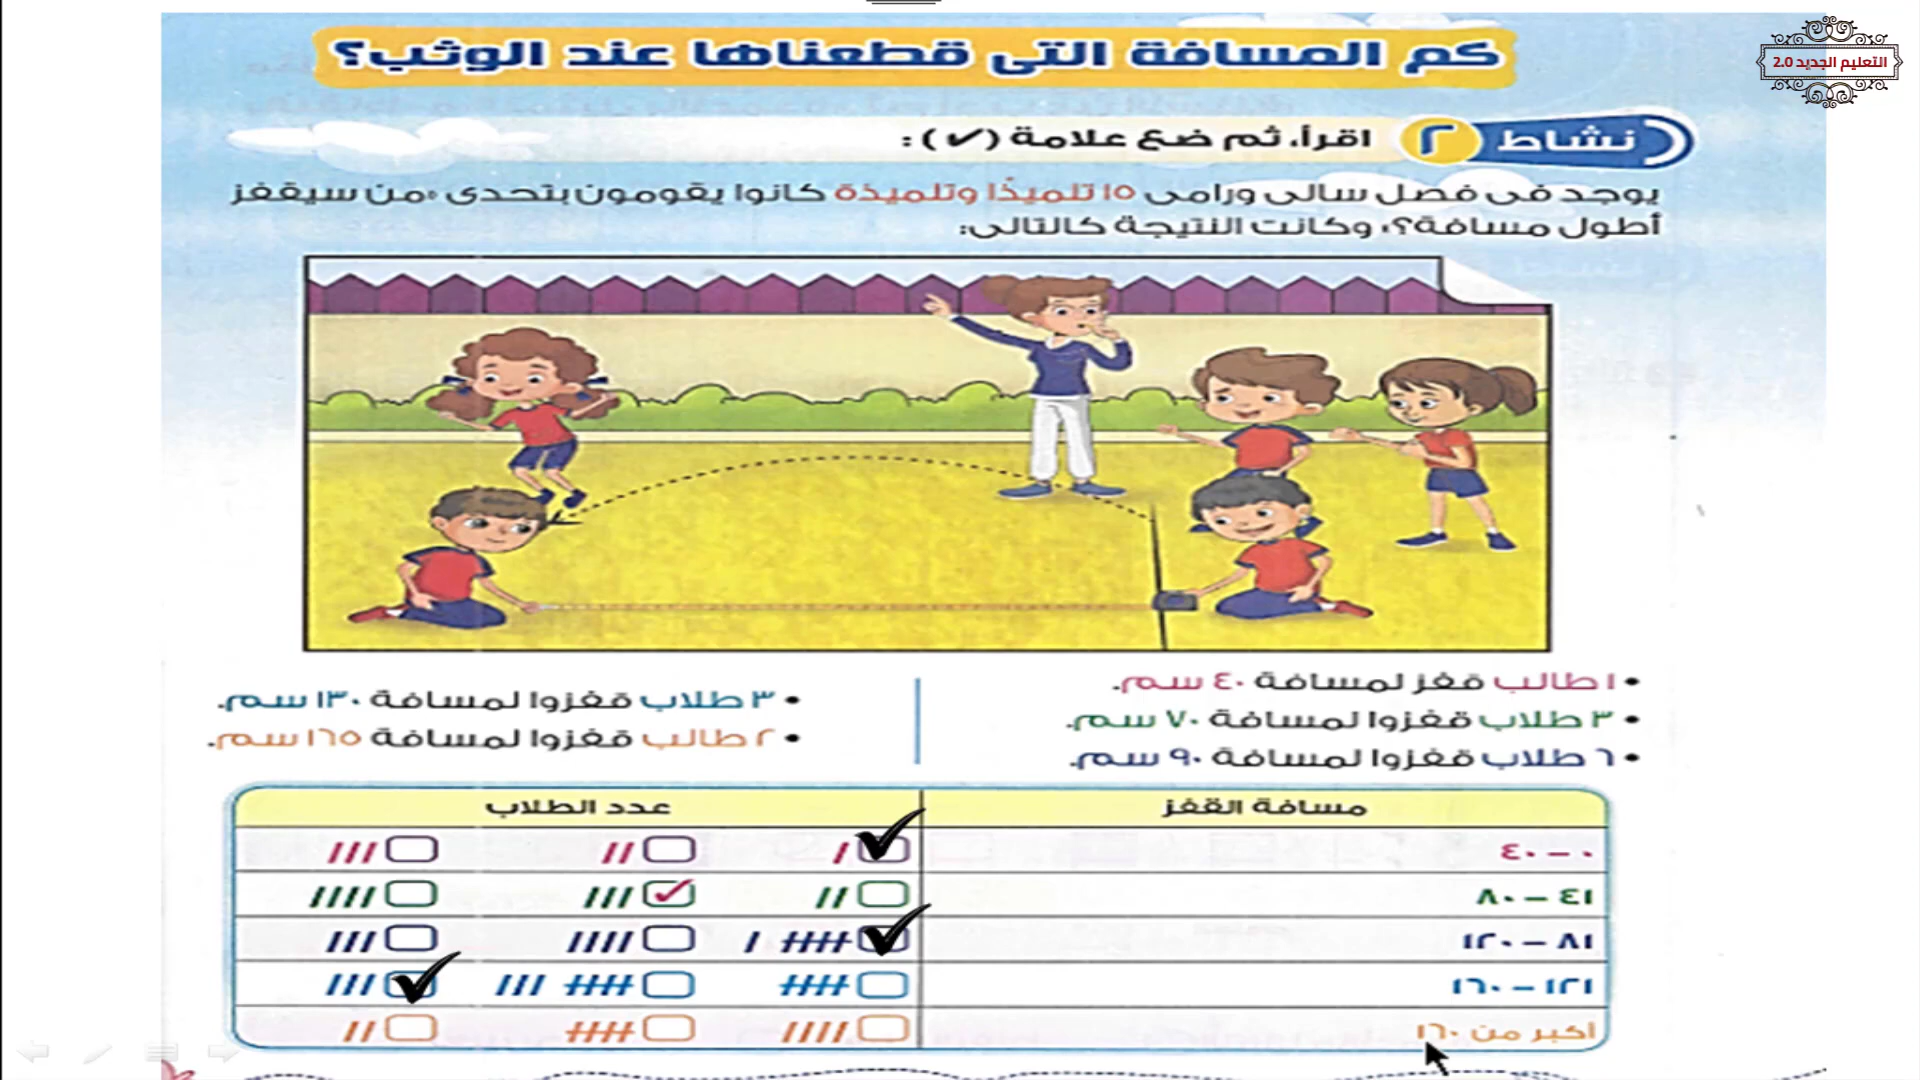 كم المسافة التى قطعناها عند الوثب؟
التعليم الجديد 2.0
نشاط ٢ اقرأ، ثم ضع علامة (✓) :
يوجد فى فصل سالى ورامى ١٥ تلميذًا وتلميذة كانوا يقومون بتحدى «من سيقفز
أطول مسافة؟» وكانت النتيجة كالتالى:
• ١ طالب قفز لمسافة ٤٠ سم.
• ٣ طلاب قفزوا لمسافة ٧٠ سم.
• ٦ طلاب قفزوا لمسافة ٩٠ سم.
• ٣ طلاب قفزوا لمسافة ١٣٠ سم.
• ٢ طالب قفزوا لمسافة ١٦٥ سم.
مسافة القفز عدد الطلاب
٠ – ٤٠ / // ///
٤١ – ٨٠ // /// ////
٨١ – ١٢٠ //// / //// ///
١٢١ – ١٦٠ //// //// /// ///
أكبر من ١٦٠ //// //// //